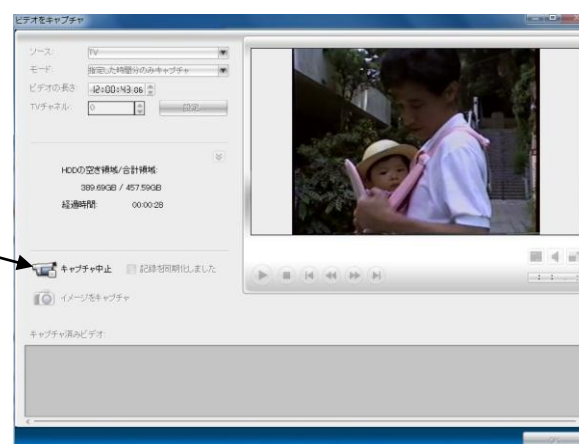 ビデオをキャプチャ
ソース: TV
モード: 指定した時間分のみキャプチャ
ビデオの長さ: 12:00:43:06
TVチャネル: 0 設定
HDDの空き領域/合計領域:
389.69GB / 457.59GB
経過時間: 00:00:28
キャプチャ中止 記録を同期化しました
イメージをキャプチャ
キャプチャ済みビデオ: